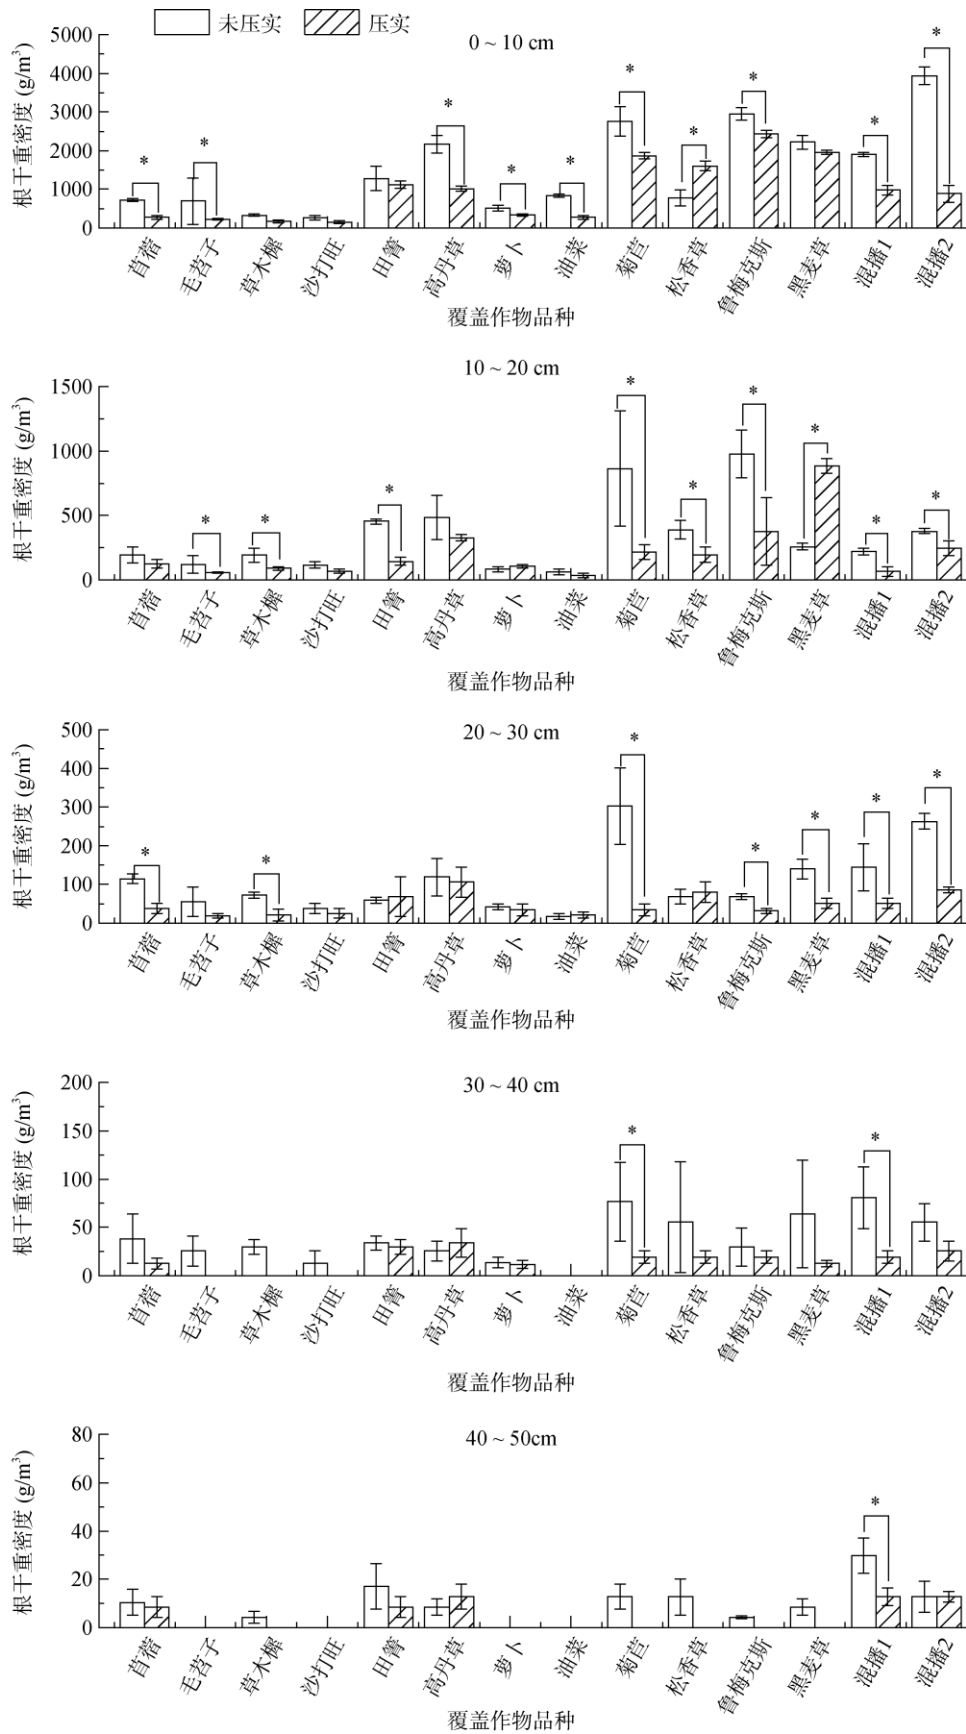 未压实 压实
0 ~ 10 cm
根干重密度 (g/m³)
5000
4000
3000
2000
1000
0
* * * * * * * * * *
苜蓿 毛苕子 草木樨 沙打旺 田箐 高丹草 萝卜 油菜 菊苣 松香草 鲁梅克斯 黑麦草 混播1 混播2
覆盖作物品种
10 ~ 20 cm
根干重密度 (g/m³)
1500
1000
500
0
* * * * * * * * *
苜蓿 毛苕子 草木樨 沙打旺 田箐 高丹草 萝卜 油菜 菊苣 松香草 鲁梅克斯 黑麦草 混播1 混播2
覆盖作物品种
20 ~ 30 cm
根干重密度 (g/m³)
500
400
300
200
100
0
* * * * * * *
苜蓿 毛苕子 草木樨 沙打旺 田箐 高丹草 萝卜 油菜 菊苣 松香草 鲁梅克斯 黑麦草 混播1 混播2
覆盖作物品种
30 ~ 40 cm
根干重密度 (g/m³)
200
150
100
50
0
* *
苜蓿 毛苕子 草木樨 沙打旺 田箐 高丹草 萝卜 油菜 菊苣 松香草 鲁梅克斯 黑麦草 混播1 混播2
覆盖作物品种
40 ~ 50cm
根干重密度 (g/m³)
80
60
40
20
0
*
苜蓿 毛苕子 草木樨 沙打旺 田箐 高丹草 萝卜 油菜 菊苣 松香草 鲁梅克斯 黑麦草 混播1 混播2
覆盖作物品种